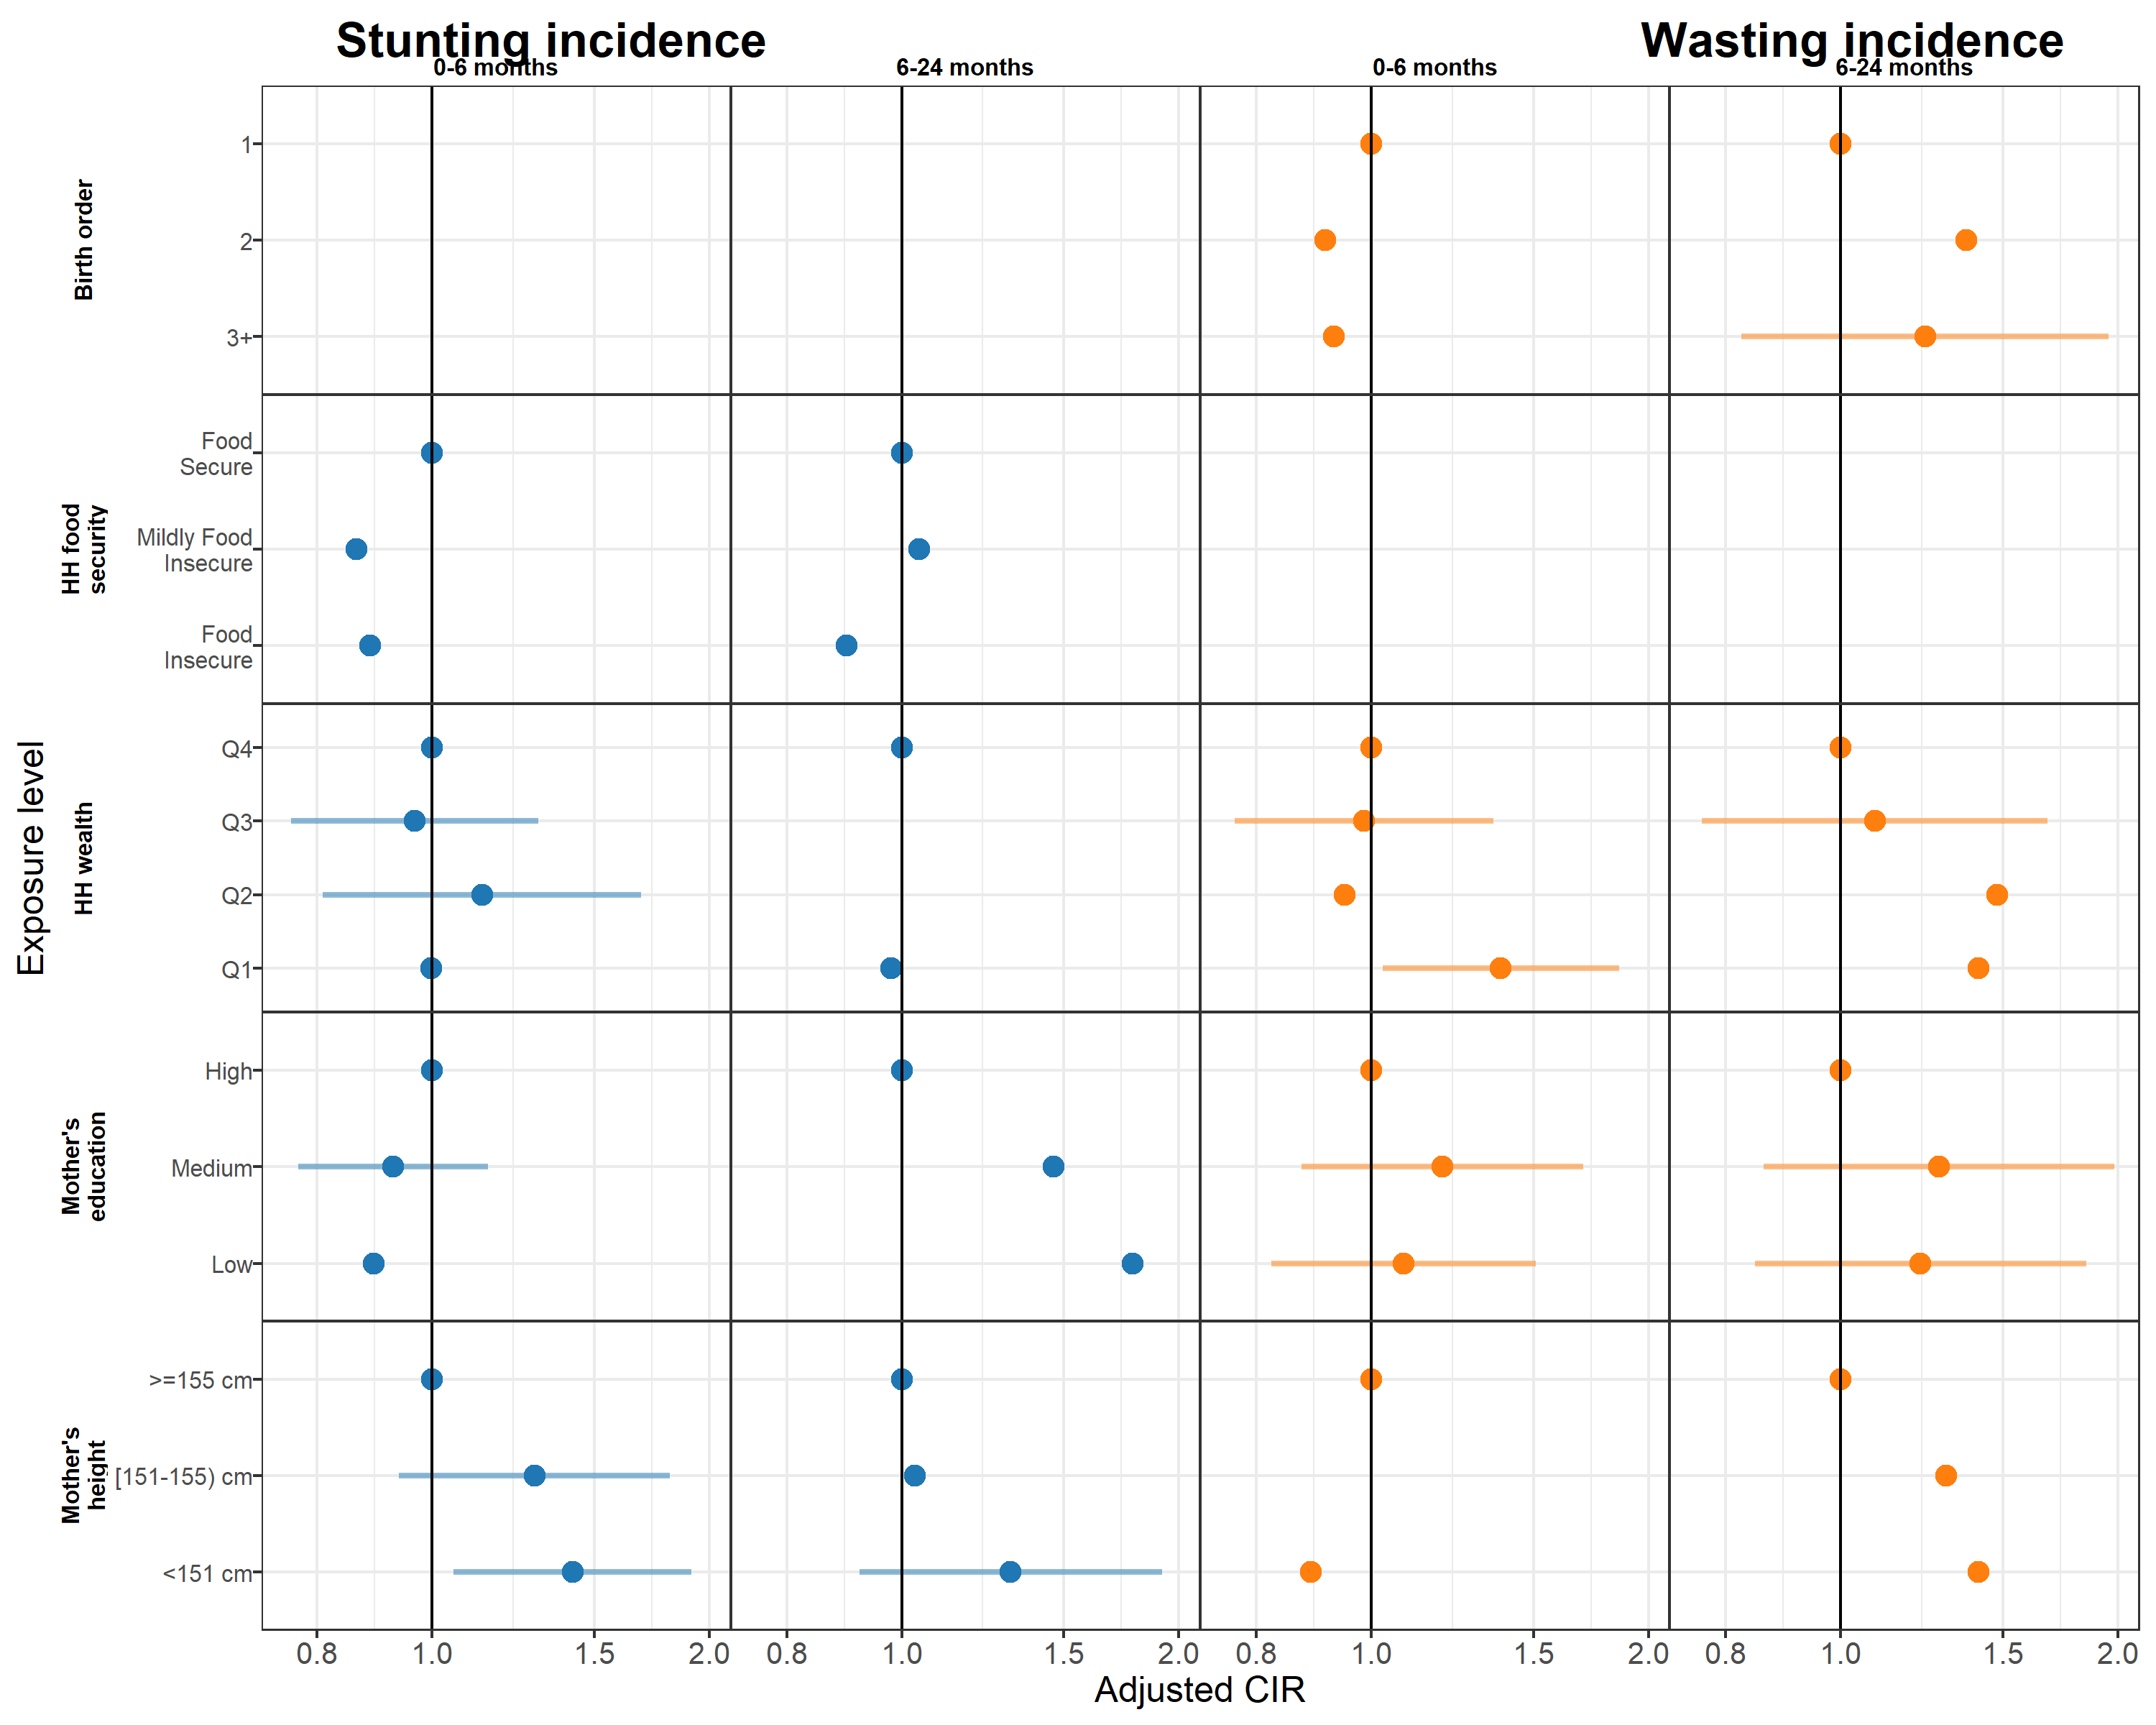 Stunting incidence
Wasting incidence
0-6 months
6-24 months
0-6 months
6-24 months
Exposure level
Birth order
1
2
3+
HH food
security
Food
Secure
Mildly Food
Insecure
Food
Insecure
HH wealth
Q4
Q3
Q2
Q1
Mother's
education
High
Medium
Low
Mother's
height
>=155 cm
[151-155) cm
<151 cm
0.8 1.0 1.5 2.0 0.8 1.0 1.5 2.0 0.8 1.0 1.5 2.0 0.8 1.0 1.5 2.0
Adjusted CIR